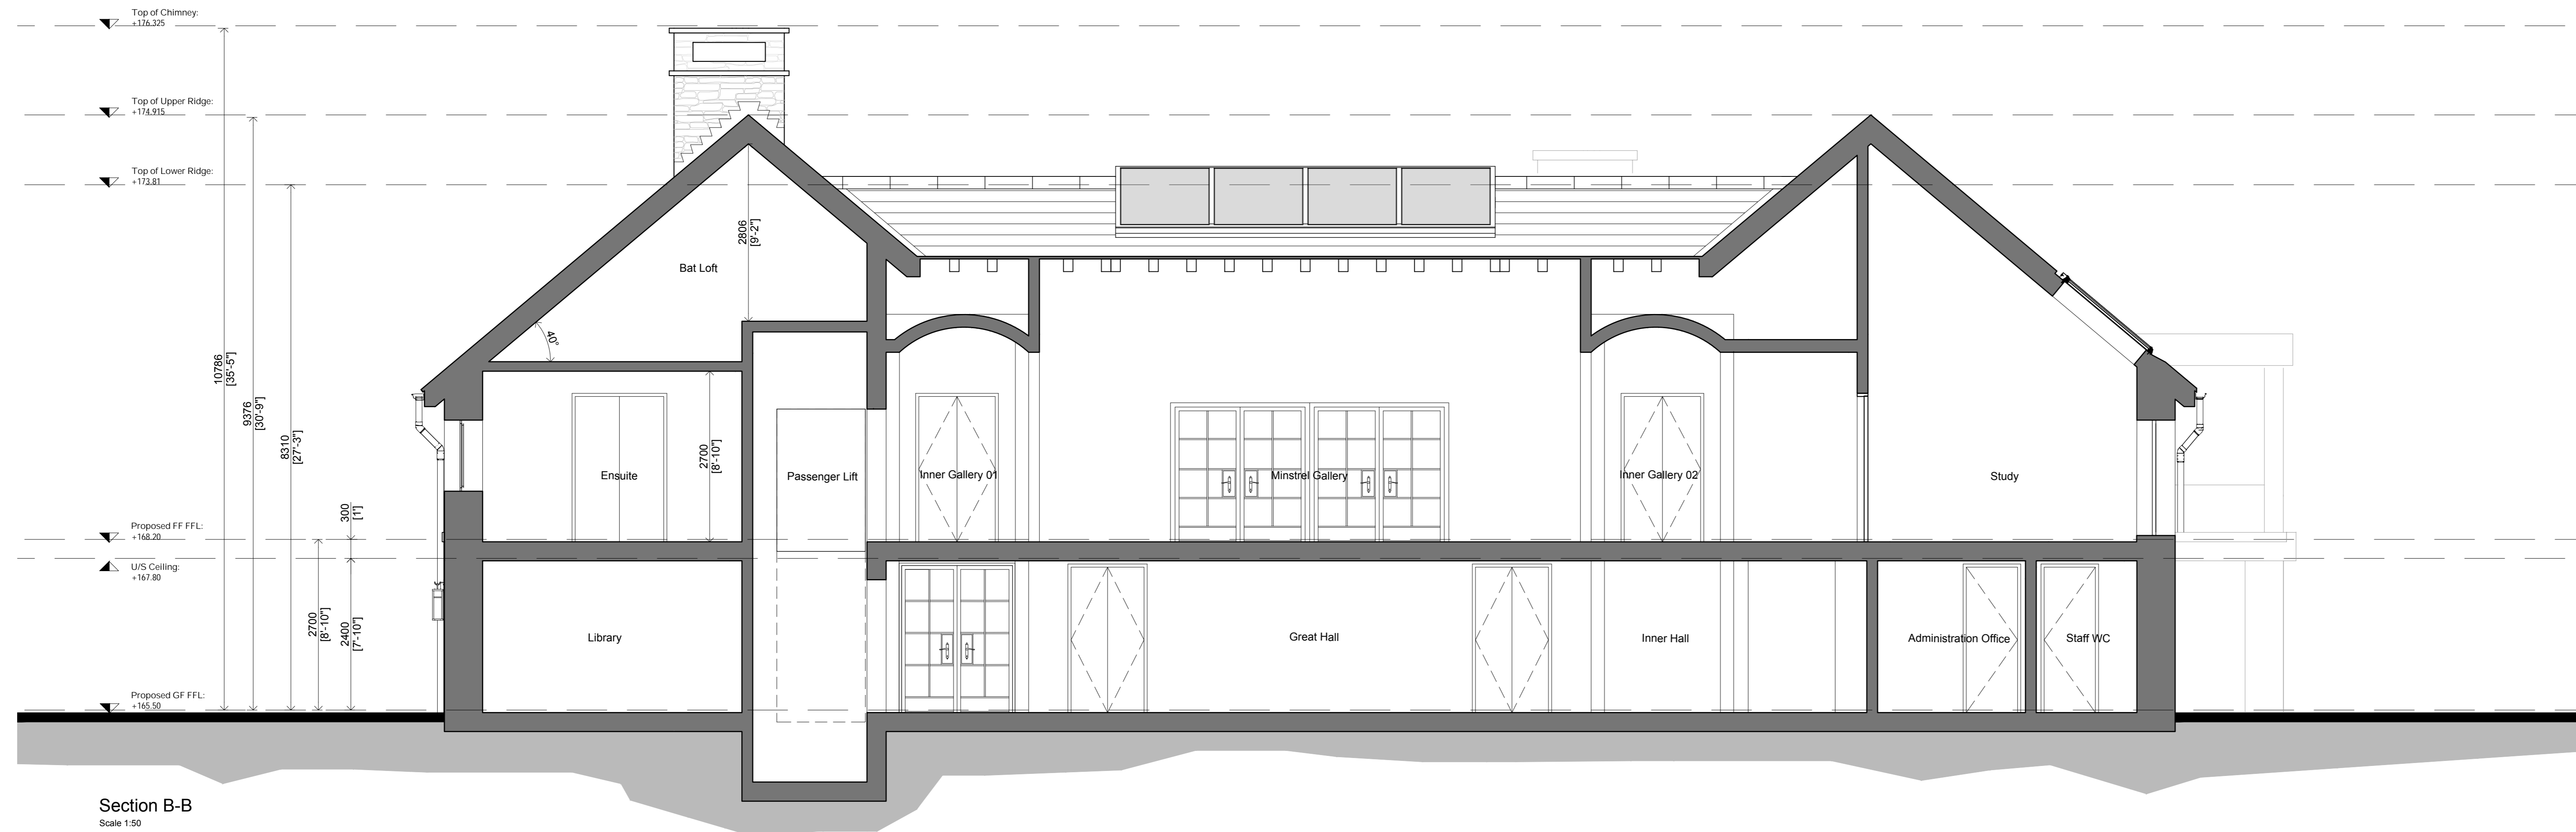 Top of Chimney:
+176.325
Top of Upper Ridge:
+174.915
Top of Lower Ridge:
+173.81
2806
[9'-2"]
Bat Loft
40°
10786
[35'-5"]
9376
[30'-9"]
8310
[27'-3"]
2700
[8'-10"]
Ensuite
Passenger Lift
Inner Gallery 01
Minstrel Gallery
Inner Gallery 02
Study
300
[1']
Proposed FF FFL:
+168.20
U/S Ceiling:
+167.80
2700
[8'-10"]
2400
[7'-10"]
Library
Great Hall
Inner Hall
Administration Office
Staff WC
Proposed GF FFL:
+165.50
Section B-B
Scale 1:50